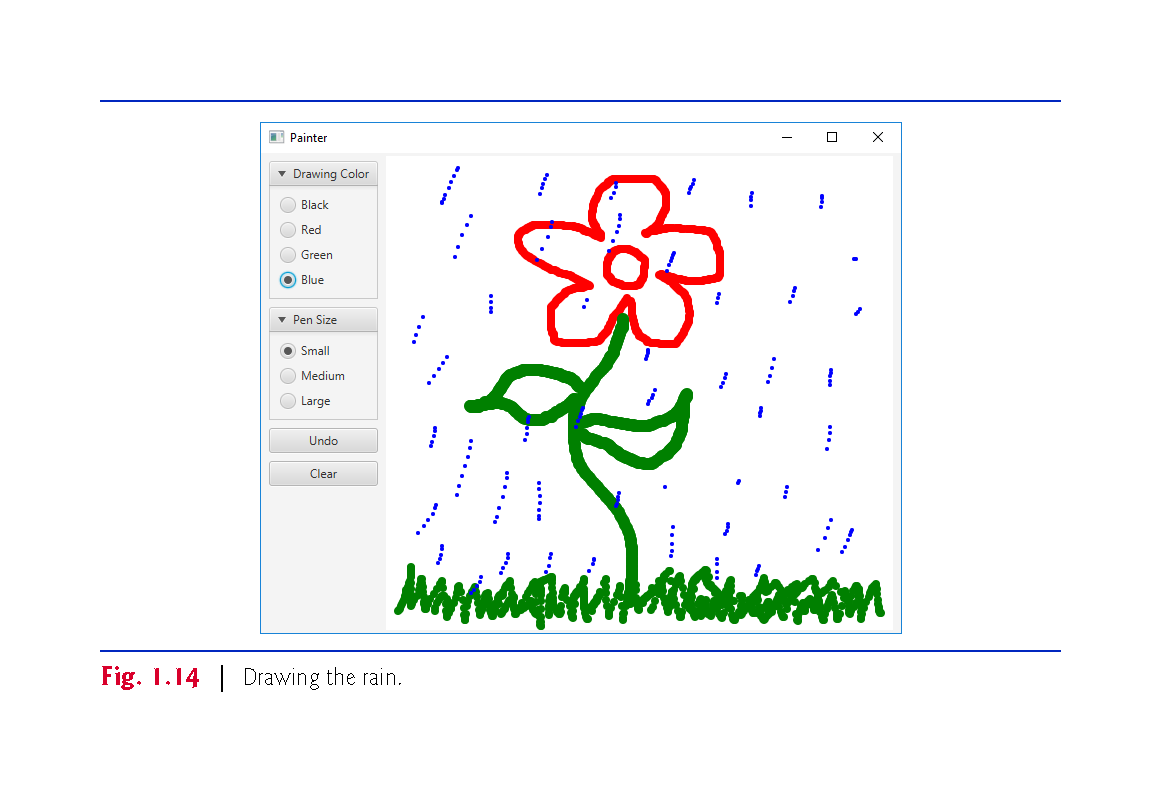 Painter
Drawing Color
Black
Red
Green
Blue
Pen Size
Small
Medium
Large
Undo
Clear
Fig. 1.14 | Drawing the rain.